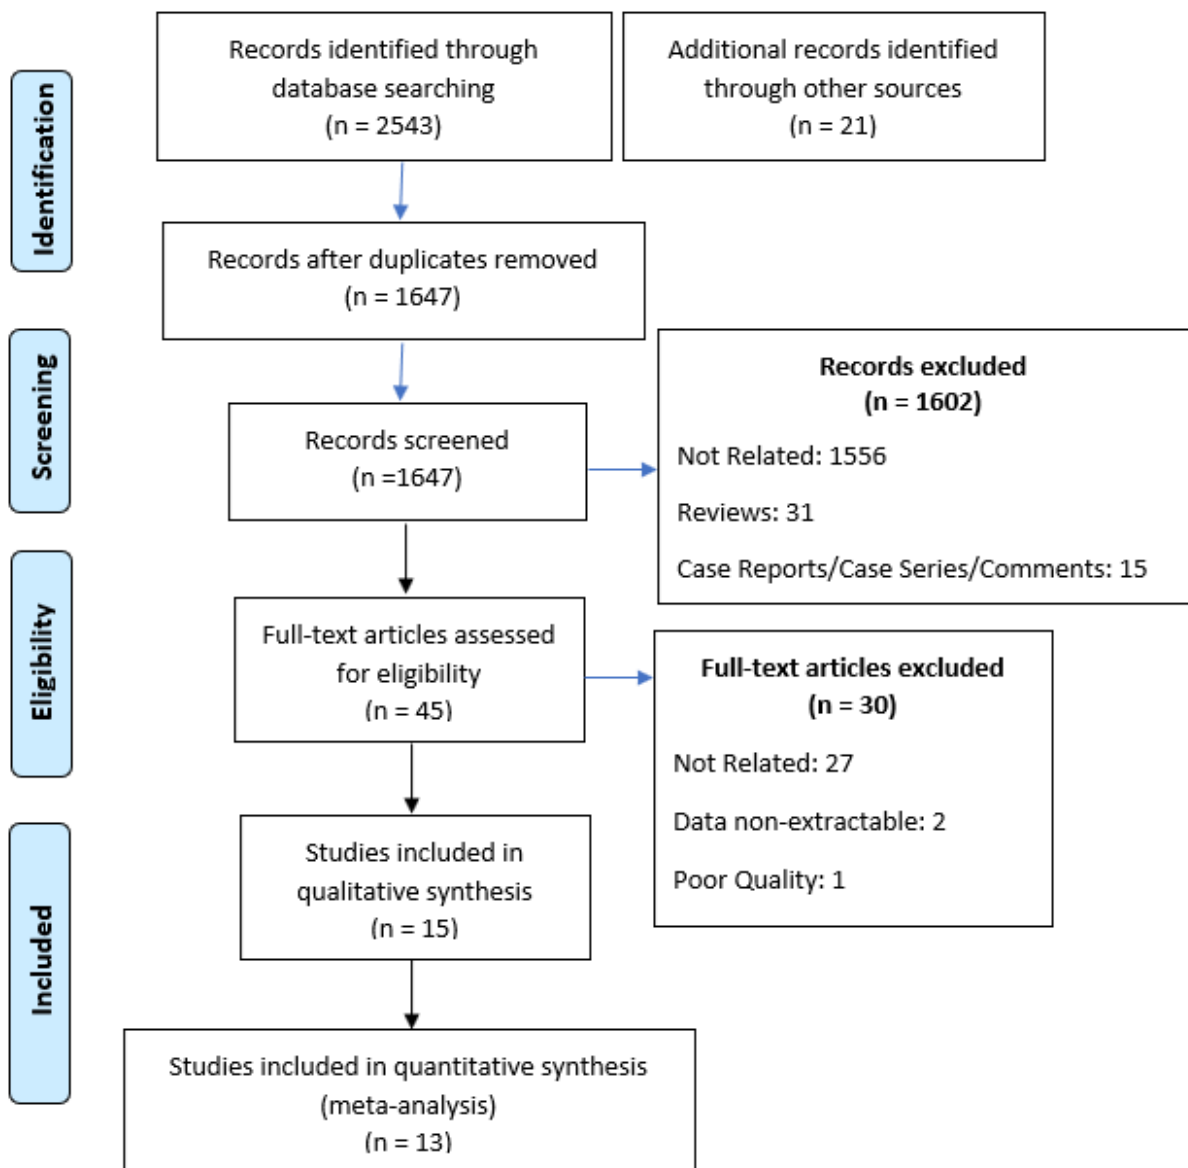 Identification
Records identified through
database searching
(n = 2543)
Additional records identified
through other sources
(n = 21)
Records after duplicates removed
(n = 1647)
Screening
Records screened
(n =1647)
Records excluded
(n = 1602)
Not Related: 1556
Reviews: 31
Case Reports/Case Series/Comments: 15
Eligibility
Full-text articles assessed
for eligibility
(n = 45)
Full-text articles excluded
(n = 30)
Not Related: 27
Data non-extractable: 2
Poor Quality: 1
Included
Studies included in
qualitative synthesis
(n = 15)
Studies included in quantitative synthesis
(meta-analysis)
(n = 13)